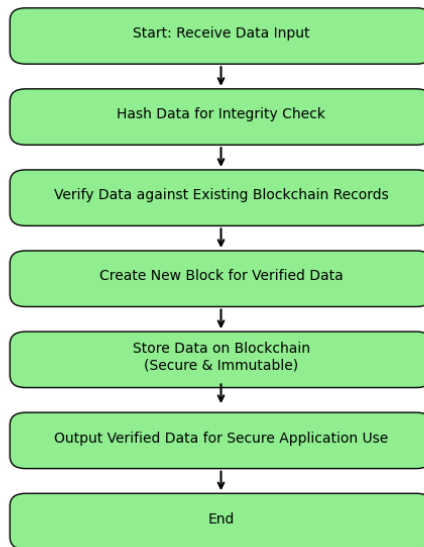 Start: Receive Data Input
Hash Data for Integrity Check
Verify Data against Existing Blockchain Records
Create New Block for Verified Data
Store Data on Blockchain
(Secure & Immutable)
Output Verified Data for Secure Application Use
End